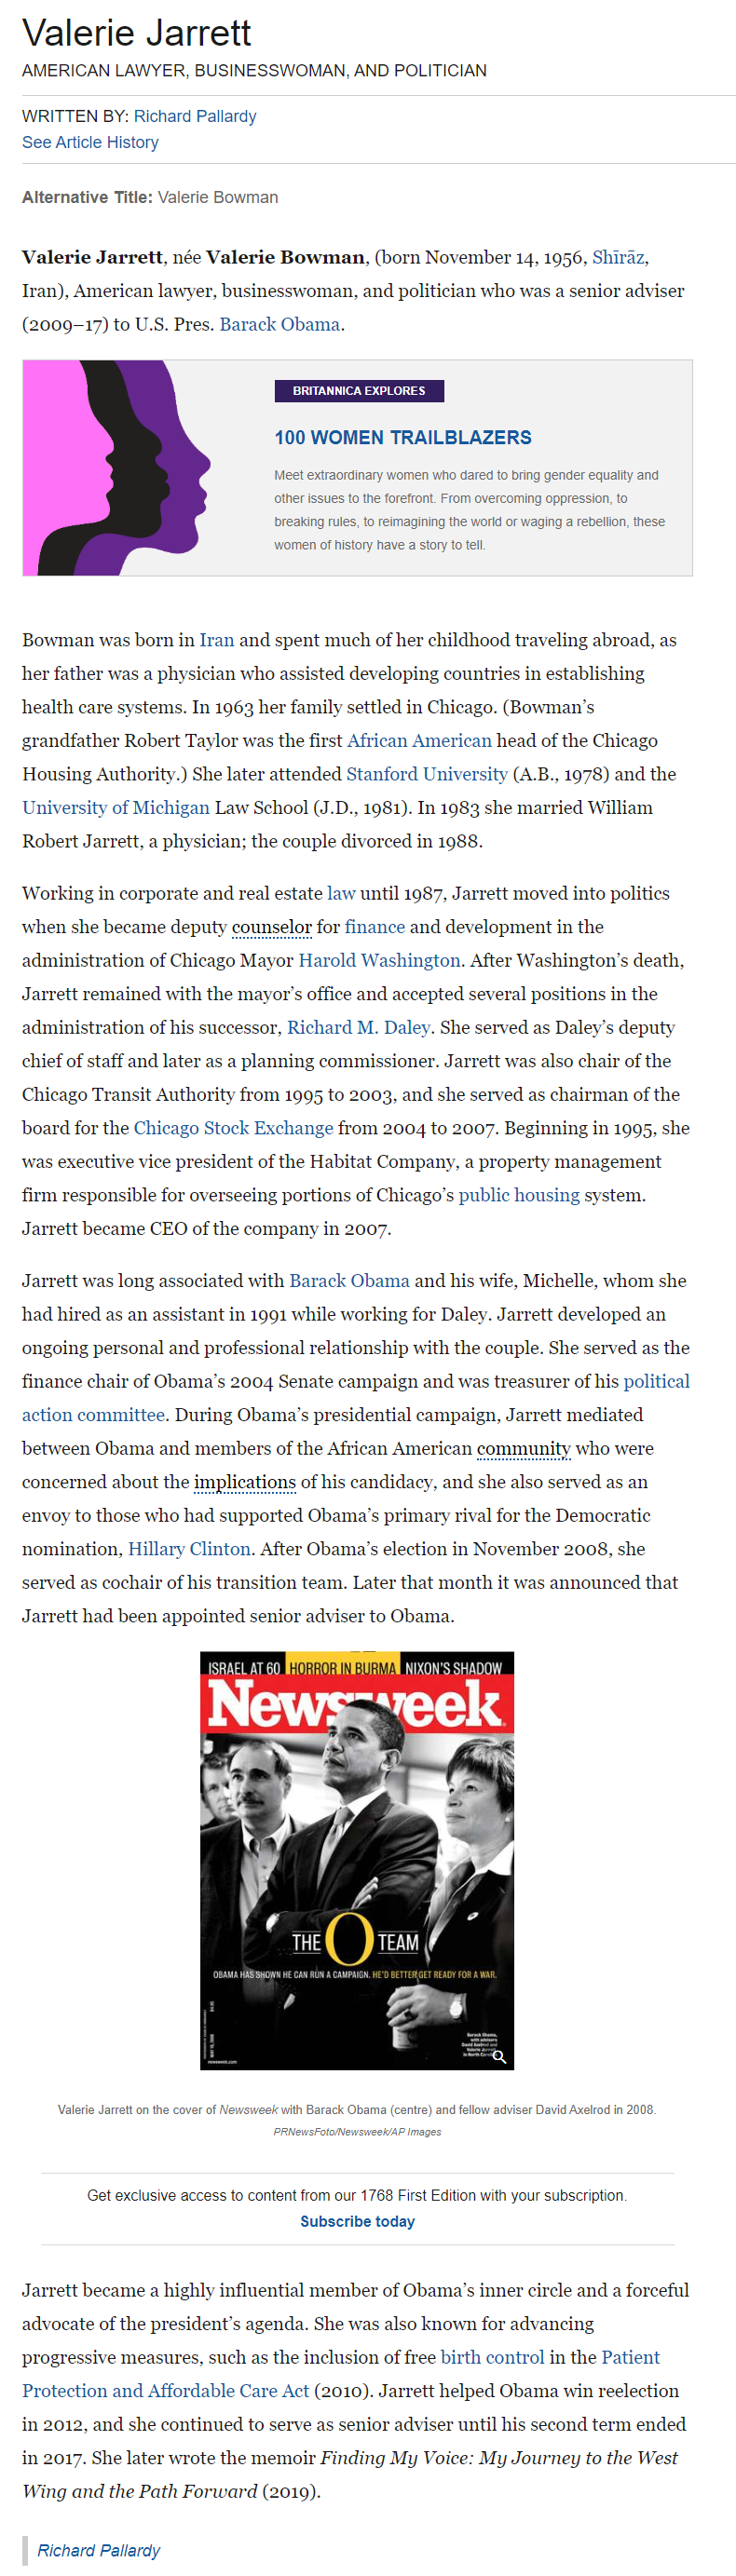 Valerie Jarrett
AMERICAN LAWYER, BUSINESSWOMAN, AND POLITICIAN
WRITTEN BY: Richard Pallardy
See Article History
Alternative Title: Valerie Bowman
Valerie Jarrett, née Valerie Bowman, (born November 14, 1956, Shīrāz,
Iran), American lawyer, businesswoman, and politician who was a senior adviser
(2009–17) to U.S. Pres. Barack Obama.
BRITANNICA EXPLORES
100 WOMEN TRAILBLAZERS
Meet extraordinary women who dared to bring gender equality and
other issues to the forefront. From overcoming oppression, to
breaking rules, to reimagining the world or waging a rebellion, these
women of history have a story to tell.
Bowman was born in Iran and spent much of her childhood traveling abroad, as
her father was a physician who assisted developing countries in establishing
health care systems. In 1963 her family settled in Chicago. (Bowman’s
grandfather Robert Taylor was the first African American head of the Chicago
Housing Authority.) She later attended Stanford University (A.B., 1978) and the
University of Michigan Law School (J.D., 1981). In 1983 she married William
Robert Jarrett, a physician; the couple divorced in 1988.
Working in corporate and real estate law until 1987, Jarrett moved into politics
when she became deputy counselor for finance and development in the
administration of Chicago Mayor Harold Washington. After Washington’s death,
Jarrett remained with the mayor’s office and accepted several positions in the
administration of his successor, Richard M. Daley. She served as Daley’s deputy
chief of staff and later as a planning commissioner. Jarrett was also chair of the
Chicago Transit Authority from 1995 to 2003, and she served as chairman of the
board for the Chicago Stock Exchange from 2004 to 2007. Beginning in 1995, she
was executive vice president of the Habitat Company, a property management
firm responsible for overseeing portions of Chicago’s public housing system.
Jarrett became CEO of the company in 2007.
Jarrett was long associated with Barack Obama and his wife, Michelle, whom she
had hired as an assistant in 1991 while working for Daley. Jarrett developed an
ongoing personal and professional relationship with the couple. She served as the
finance chair of Obama’s 2004 Senate campaign and was treasurer of his political
action committee. During Obama’s presidential campaign, Jarrett mediated
between Obama and members of the African American community who were
concerned about the implications of his candidacy, and she also served as an
envoy to those who had supported Obama’s primary rival for the Democratic
nomination, Hillary Clinton. After Obama’s election in November 2008, she
served as cochair of his transition team. Later that month it was announced that
Jarrett had been appointed senior adviser to Obama.
ISRAEL AT 60 HORROR IN BURMA NIXON'S SHADOW
Newsweek
THE O TEAM
OBAMA HAS SHOWN HE CAN RUN A CAMPAIGN. HE'D BETTER GET READY FOR A WAR.
Valerie Jarrett on the cover of Newsweek with Barack Obama (centre) and fellow adviser David Axelrod in 2008.
PRNewsFoto/Newsweek/AP Images
Get exclusive access to content from our 1768 First Edition with your subscription.
Subscribe today
Jarrett became a highly influential member of Obama’s inner circle and a forceful
advocate of the president’s agenda. She was also known for advancing
progressive measures, such as the inclusion of free birth control in the Patient
Protection and Affordable Care Act (2010). Jarrett helped Obama win reelection
in 2012, and she continued to serve as senior adviser until his second term ended
in 2017. She later wrote the memoir Finding My Voice: My Journey to the West
Wing and the Path Forward (2019).
Richard Pallardy